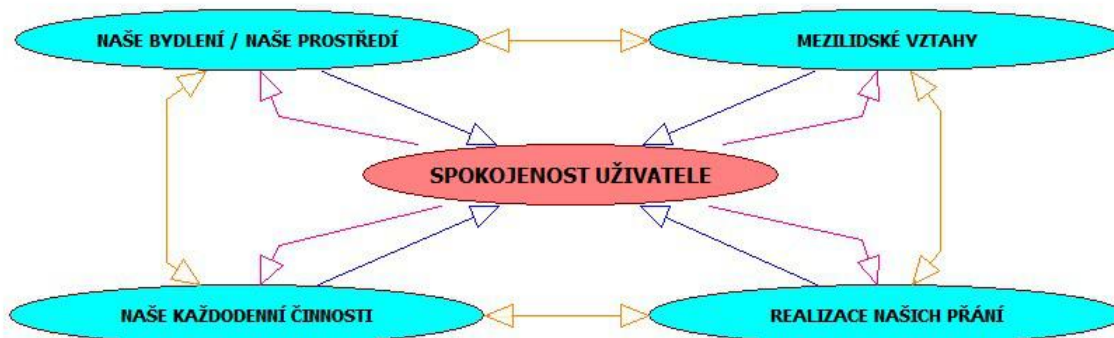 NAŠE BYDLENÍ / NAŠE PROSTŘEDÍ
MEZILIDSKÉ VZTAHY
SPOKOJENOST UŽIVATELE
NAŠE KAŽDODENNÍ ČINNOSTI
REALIZACE NAŠICH PŘÁNÍ